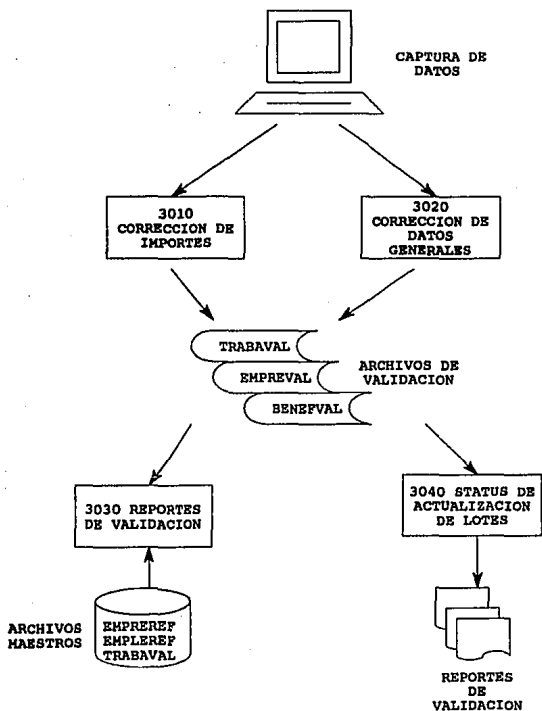 CAPTURA DE
DATOS
3010
CORRECCION DE
IMPORTES
3020
CORRECCION DE
DATOS
GENERALES
TRABAVAL
EMPREVAL
BENEFVAL
ARCHIVOS DE
VALIDACION
3030 REPORTES
DE VALIDACION
3040 STATUS DE
ACTUALIZACION
DE LOTES
ARCHIVOS
MAESTROS
EMPREREF
EMPLEREF
TRABAVAL
REPORTES
DE
VALIDACION